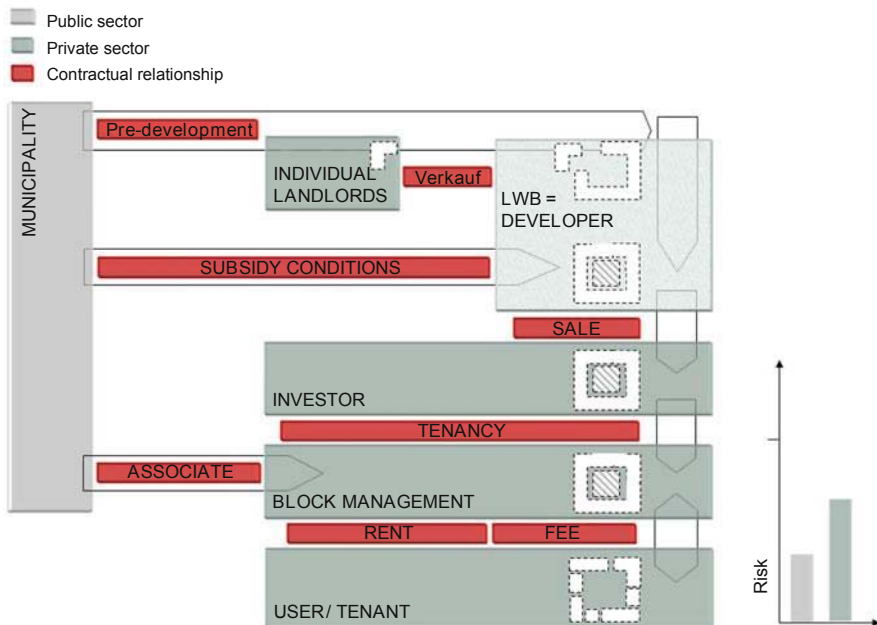 Public sector
Private sector
Contractual relationship
MUNICIPALITY
Pre-development
INDIVIDUAL
LANDLORDS
Verkauf
LWB =
DEVELOPER
SUBSIDY CONDITIONS
SALE
INVESTOR
TENANCY
ASSOCIATE
BLOCK MANAGEMENT
RENT
FEE
USER/ TENANT
Risk